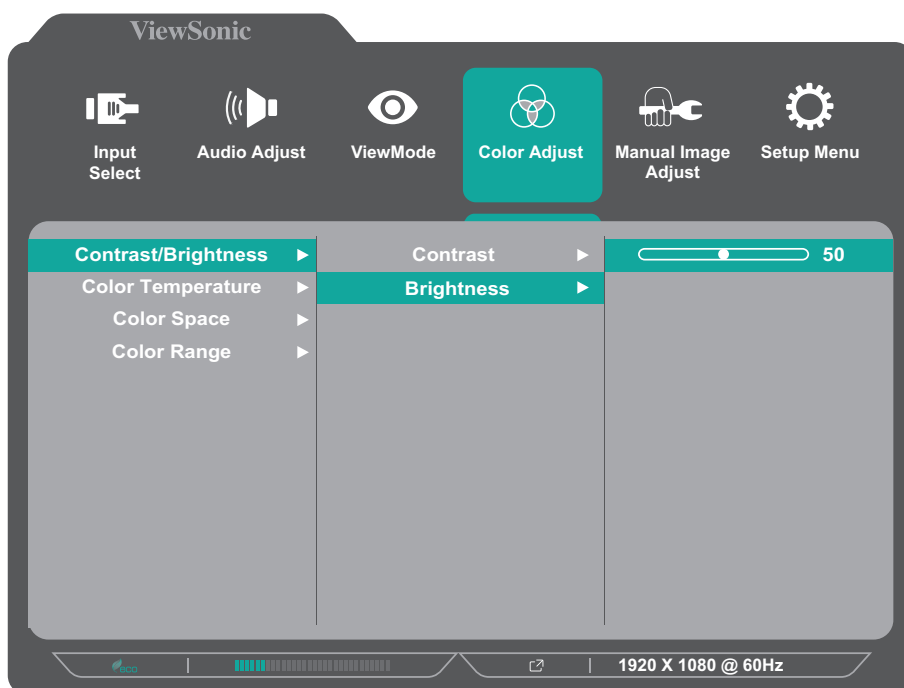 ViewSonic
Input
Select
Audio Adjust
ViewMode
Color Adjust
Manual Image
Adjust
Setup Menu
Contrast/Brightness
Contrast
50
Color Temperature
Brightness
Color Space
Color Range
eco
1920 X 1080 @ 60Hz